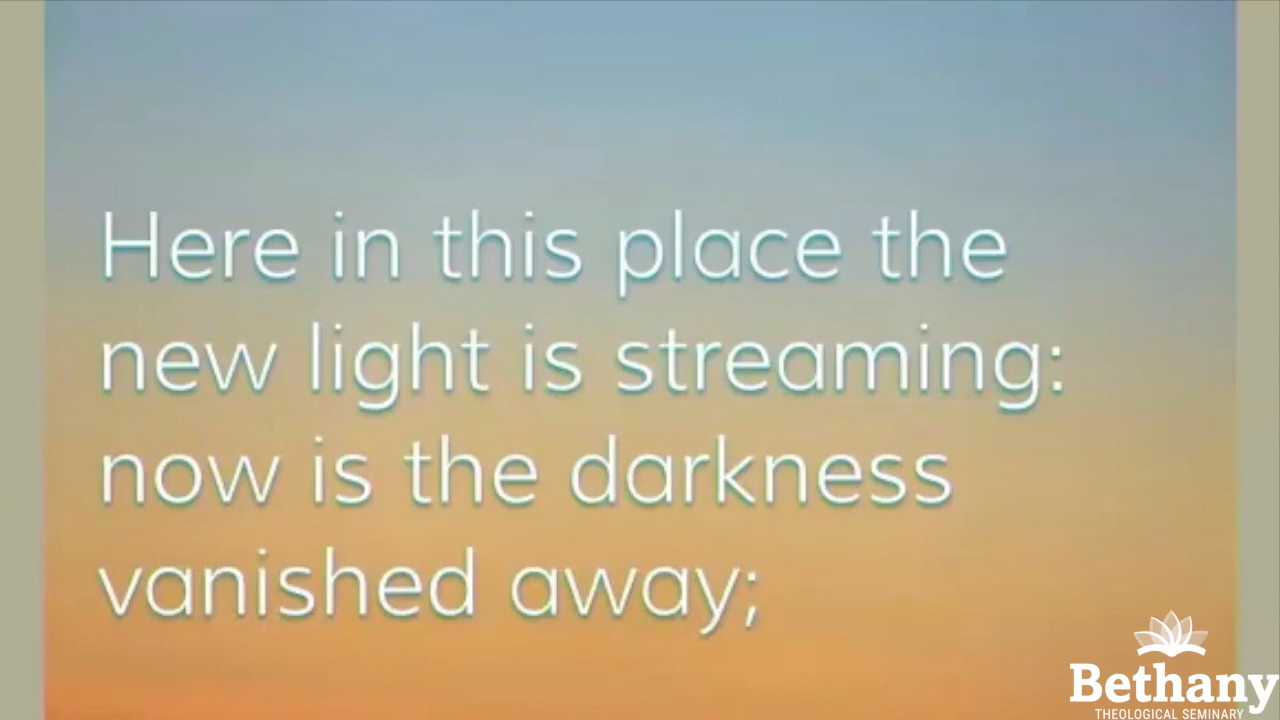 Here in this place the
new light is streaming:
now is the darkness
vanished away;
Bethany
THEOLOGICAL SEMINARY